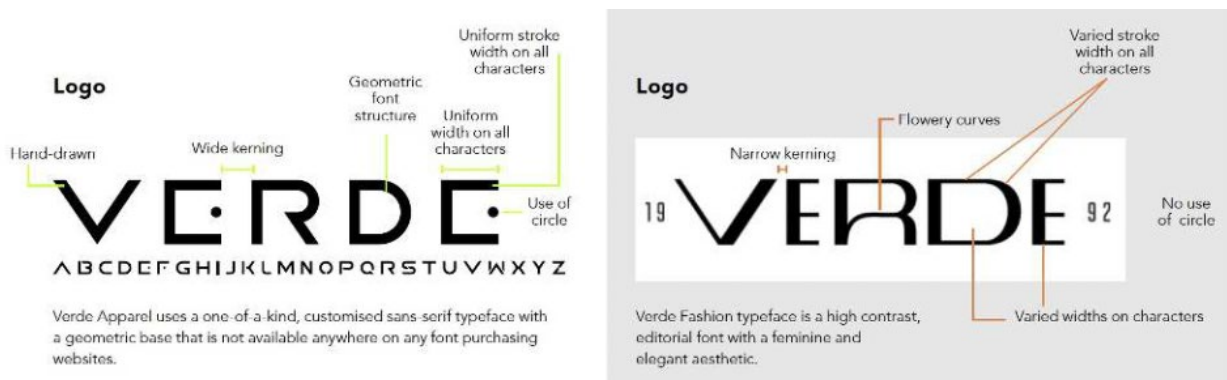 Logo
Hand-drawn
Wide kerning
Geometric
font
structure
Uniform
width on all
characters
Uniform stroke
width on all
characters
Use of
circle
VERDE
ABCDEFGHIJKLMNOPQRSTUVWXYZ
Verde Apparel uses a one-of-a-kind, customised sans-serif typeface with
a geometric base that is not available anywhere on any font purchasing
websites.
Logo
Varied stroke
width on all
characters
Flowery curves
Narrow kerning
19 VERDE 92
No use
of circle
Varied widths on characters
Verde Fashion typeface is a high contrast,
editorial font with a feminine and
elegant aesthetic.